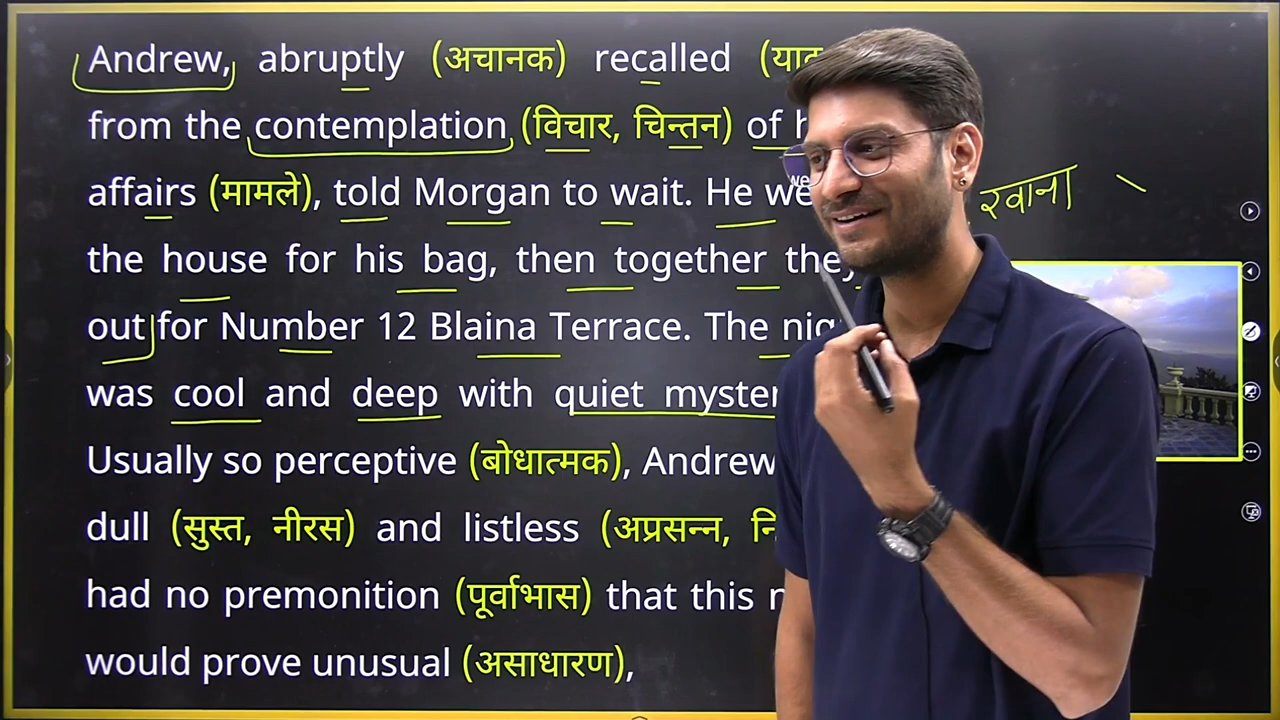 Andrew, abruptly (अचानक) recalled
from the contemplation (विचार, चिन्तन) of
affairs (मामले), told Morgan to wait. He
the house for his bag, then together they
out for Number 12 Blaina Terrace. The
was cool and deep with quiet
Usually so perceptive (बोधात्मक), Andrew
dull (सुस्त, नीरस) and listless (अप्रसन्न,
had no premonition (पूर्वाभास) that this
would prove unusual (असाधारण),
रवाना